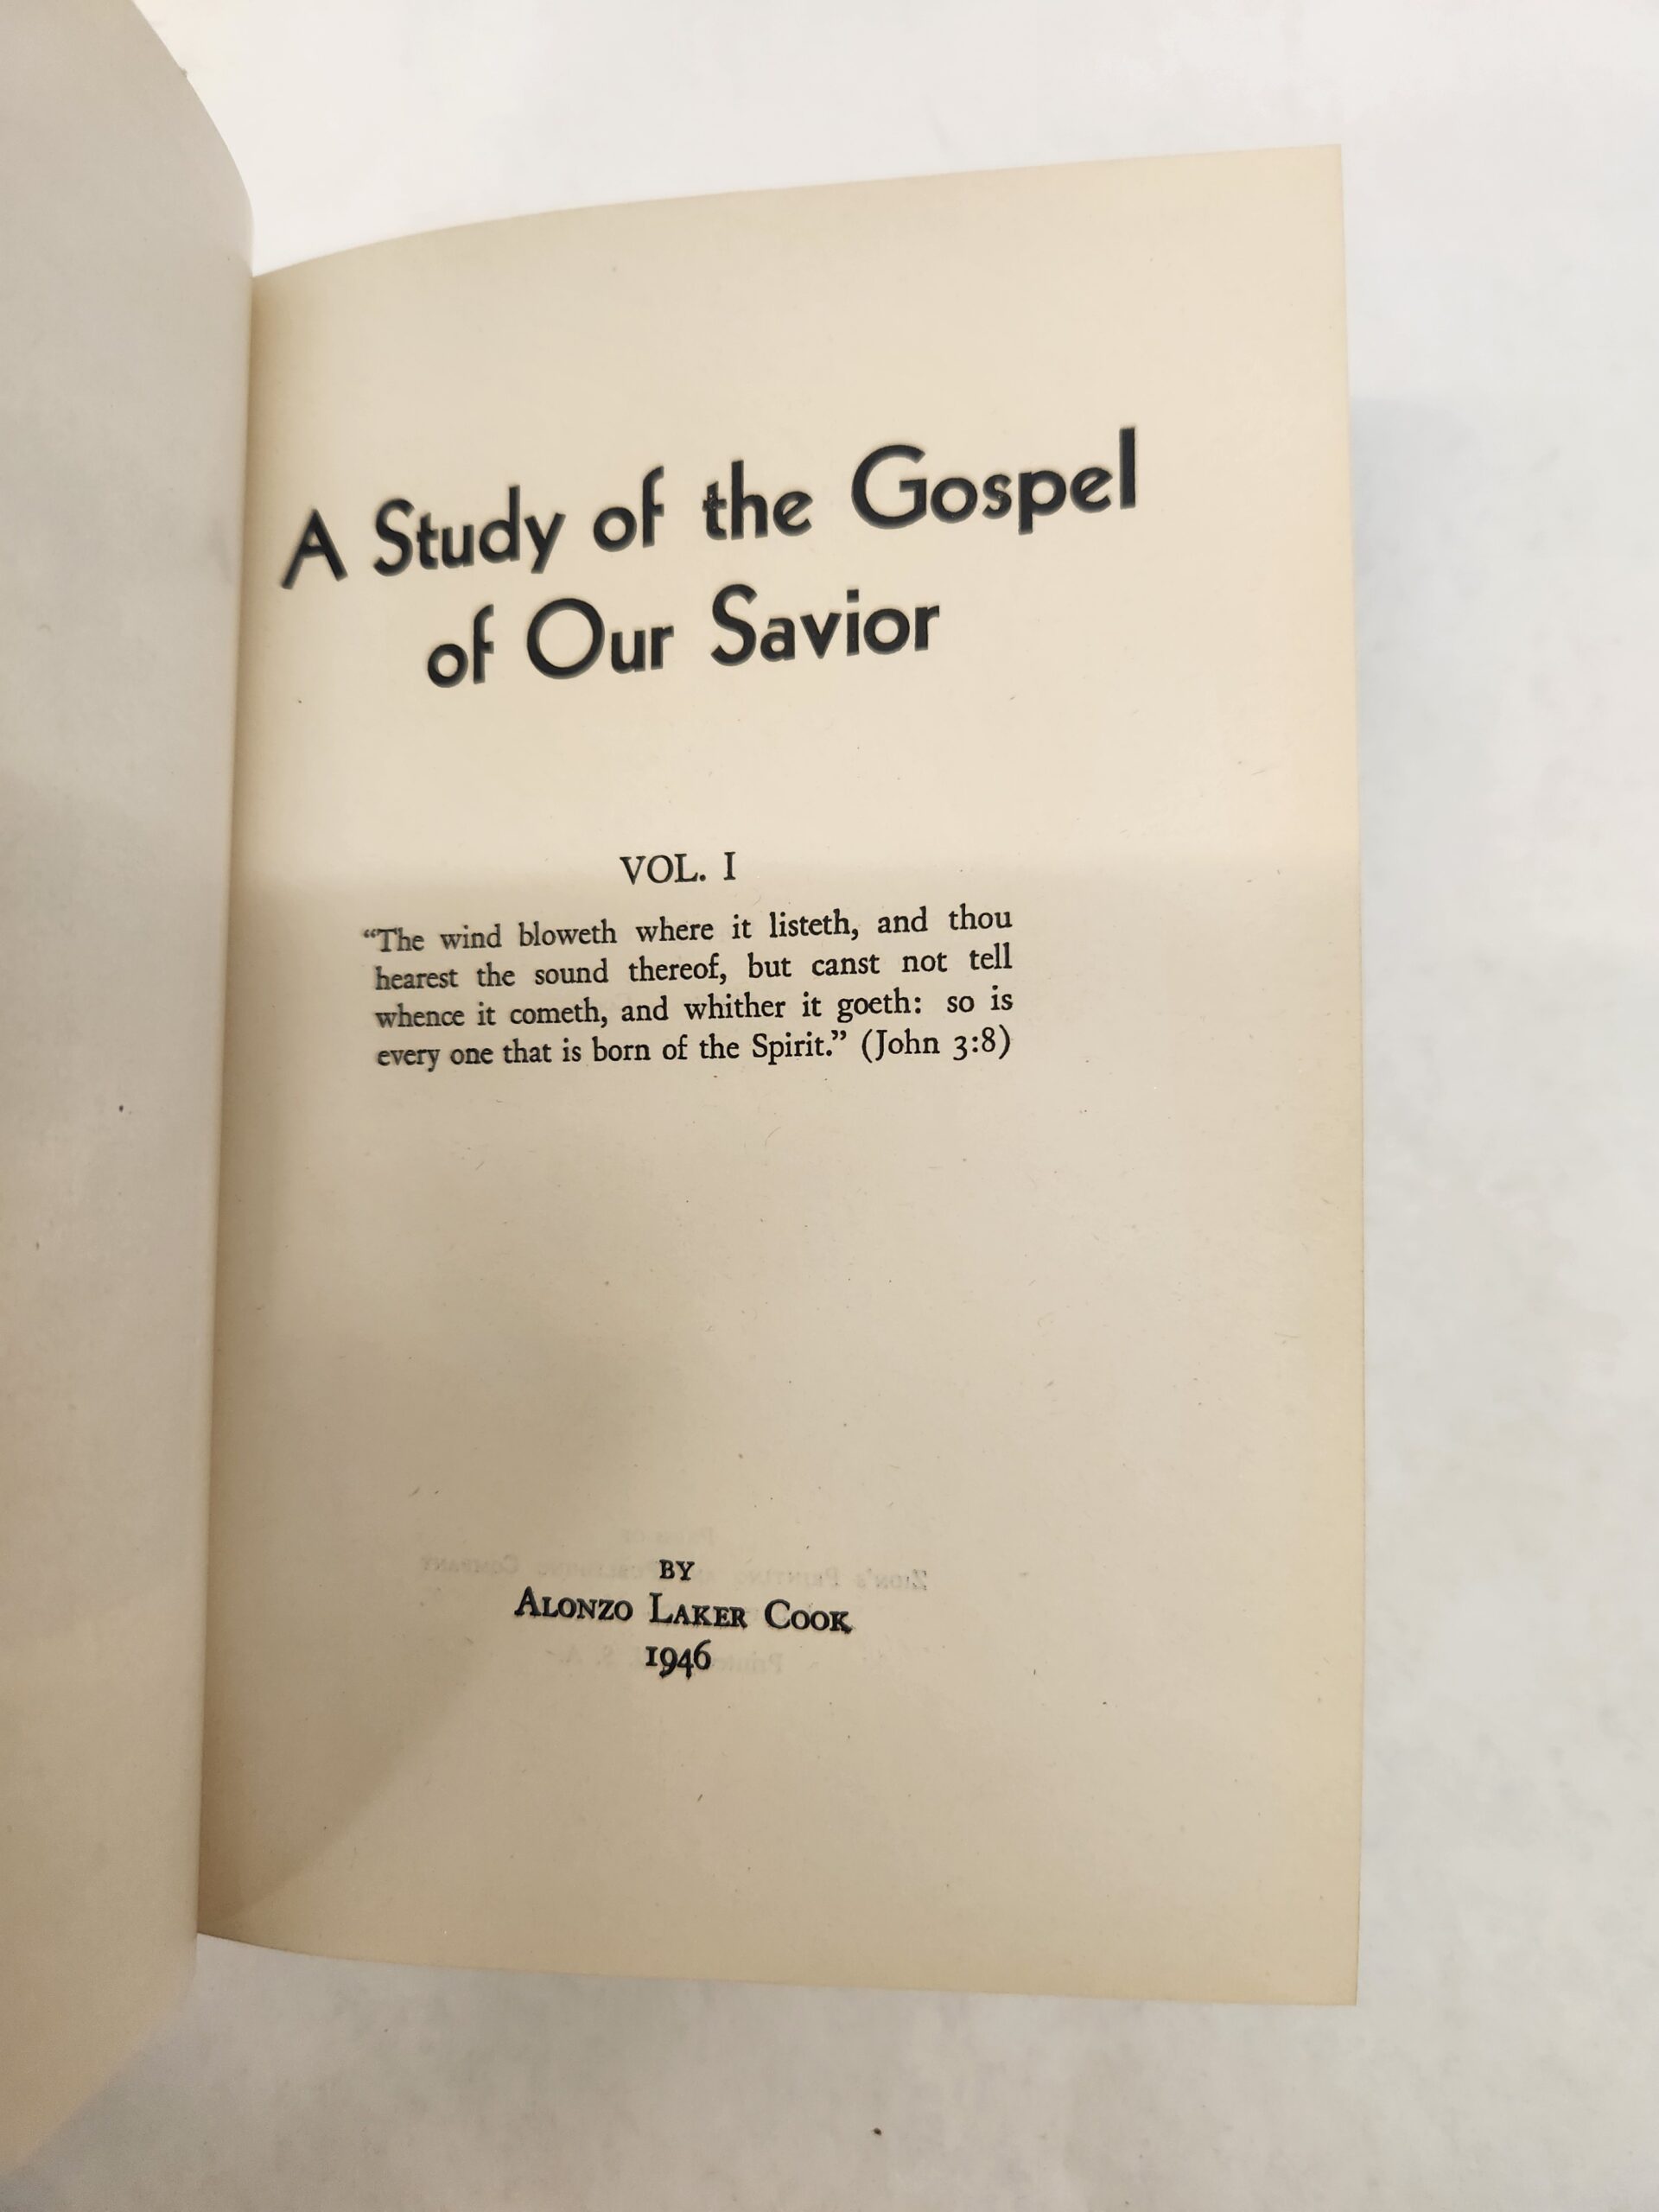 A Study of the Gospel
of Our Savior
VOL. I
“The wind bloweth where it listeth, and thou
hearest the sound thereof, but canst not tell
whence it cometh, and whither it goeth: so is
every one that is born of the Spirit.” (John 3:8)
BY
ALONZO LAKER COOK
1946